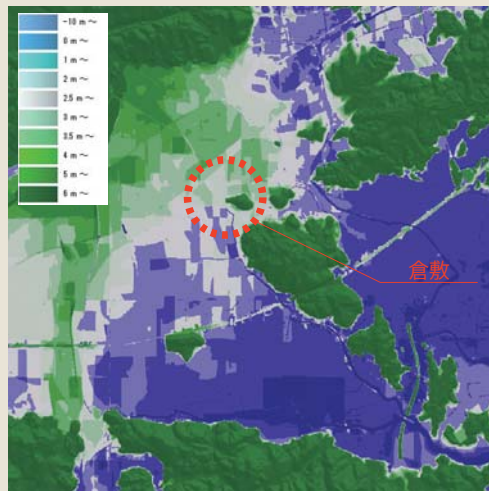 -10 m ～
0 m ～
1 m ～
2 m ～
2.5 m ～
3 m ～
3.5 m ～
4 m ～
5 m ～
6 m ～
倉敷